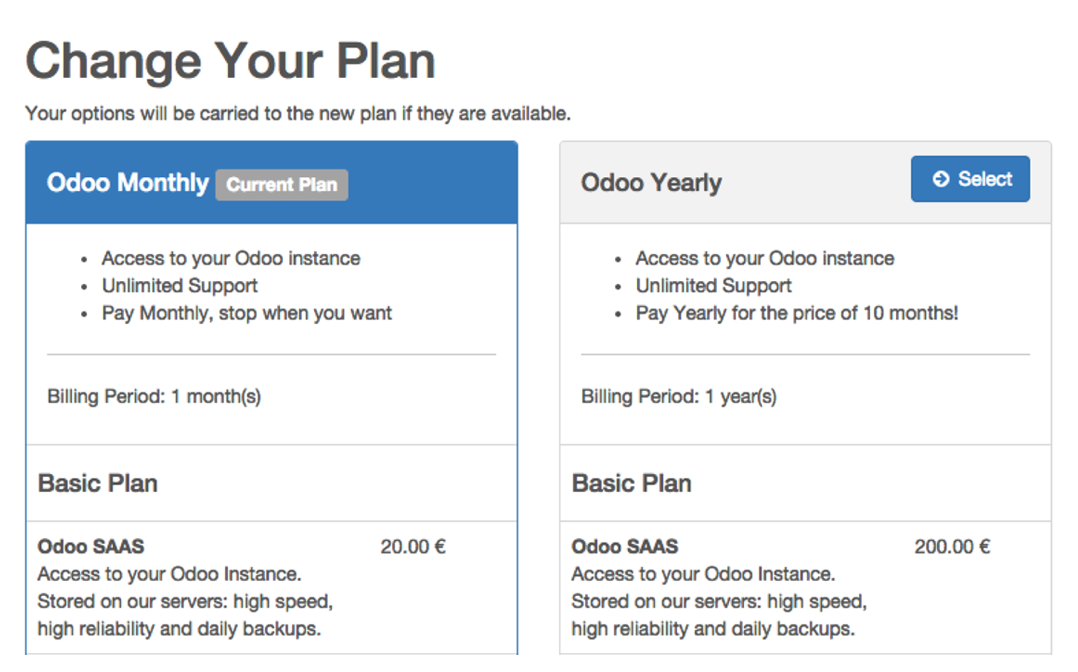 Change Your Plan
Your options will be carried to the new plan if they are available.
Odoo Monthly Current Plan
• Access to your Odoo instance
• Unlimited Support
• Pay Monthly, stop when you want
Billing Period: 1 month(s)
Basic Plan
Odoo SAAS 20.00 €
Access to your Odoo Instance.
Stored on our servers: high speed,
high reliability and daily backups.
Odoo Yearly Select
• Access to your Odoo instance
• Unlimited Support
• Pay Yearly for the price of 10 months!
Billing Period: 1 year(s)
Basic Plan
Odoo SAAS 200.00 €
Access to your Odoo Instance.
Stored on our servers: high speed,
high reliability and daily backups.